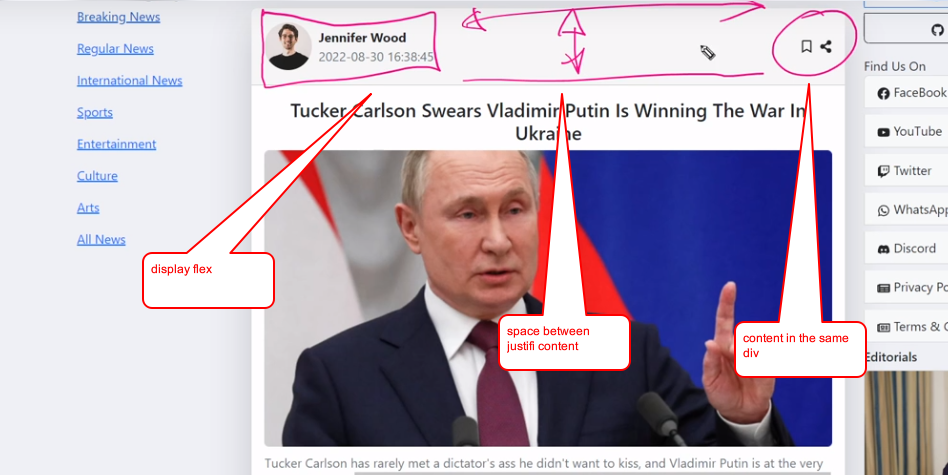 Breaking News
Regular News
International News
Sports
Entertainment
Culture
Arts
All News
Jennifer Wood
2022-08-30 16:38:45
Tucker Carlson Swears Vladimir Putin Is Winning The War In
Ukraine
display flex
space between
justifi content
content in the same
div
Tucker Carlson has rarely met a dictator's ass he didn't want to kiss, and Vladimir Putin is at the very
Find Us On
FaceBook
YouTube
Twitter
WhatsApp
Discord
Privacy Po
Terms & C
Editorials